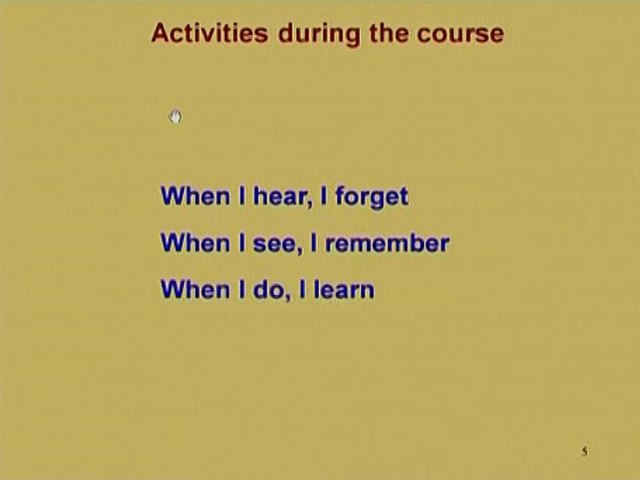 Activities during the course
When I hear, I forget
When I see, I remember
When I do, I learn
5